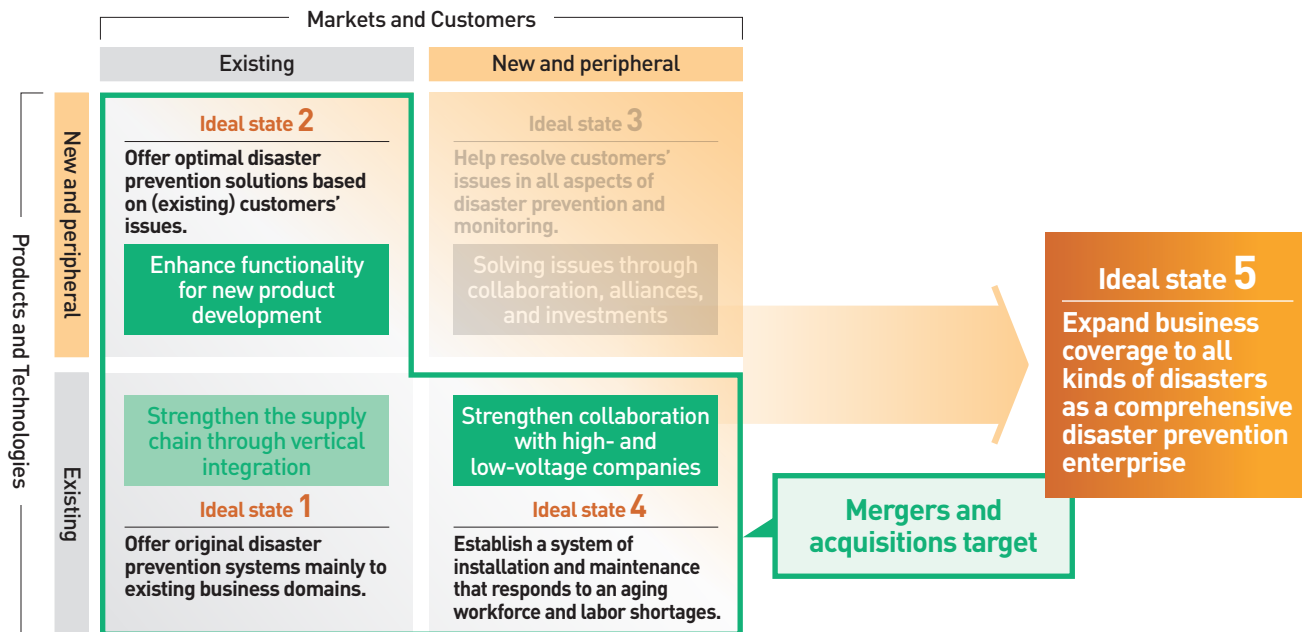 Markets and Customers
Existing
New and peripheral
Products and Technologies
New and peripheral
Ideal state 2
Offer optimal disaster
prevention solutions based
on (existing) customers'
issues.
Enhance functionality
for new product
development
Ideal state 3
Help resolve customers'
issues in all aspects of
disaster prevention and
monitoring.
Solving issues through
collaboration, alliances,
and investments
Existing
Strengthen the supply
chain through vertical
integration
Ideal state 1
Offer original disaster
prevention systems mainly to
existing business domains.
Strengthen collaboration
with high- and
low-voltage companies
Ideal state 4
Establish a system of
installation and maintenance
that responds to an aging
workforce and labor shortages.
Mergers and
acquisitions target
Ideal state 5
Expand business
coverage to all
kinds of disasters
as a comprehensive
disaster prevention
enterprise